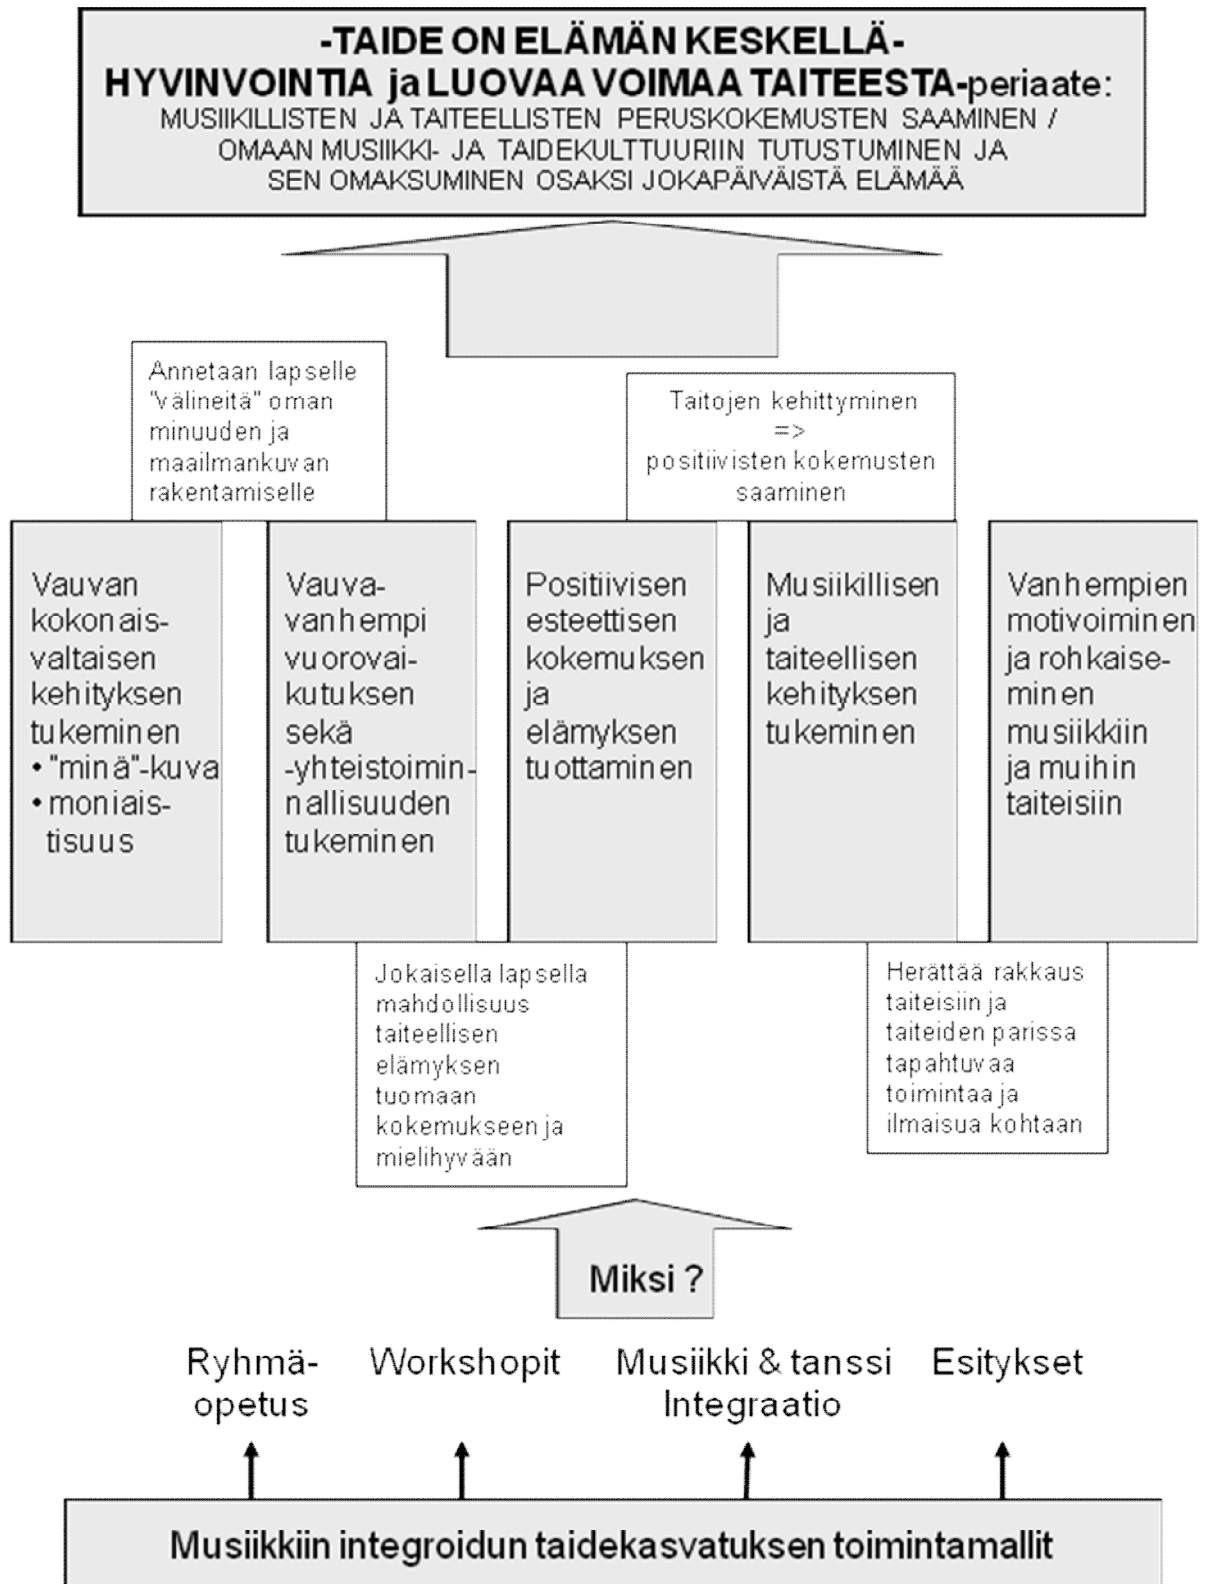 -TAIDE ON ELÄMÄN KESKELLÄ-
HYVINVOINTIA ja LUOVAA VOIMAA TAITEESTA-periaate:
MUSIIKILLISTEN JA TAITEELLISTEN PERUSKOKEMUSTEN SAAMINEN /
OMAAN MUSIIKKI- JA TAIDEKULTTUURIIN TUTUSTUMINEN JA
SEN OMAKSUMINEN OSAKSI JOKAPÄIVÄISTÄ ELÄMÄÄ
Annetaan lapselle
"välineitä" oman
minuuden ja
maailmankuvan
rakentamiselle
Taitojen kehittyminen
=>
positiivisten kokemusten
saaminen
Vauvan
kokonais-
valtaisen
kehityksen
tukeminen
• "minä"-kuva
• moniais-
tisuus
Vauva-
vanhempi
vuorovai-
kutuksen
sekä
-yhteistoimin-
nallisuuden
tukeminen
Positiivisen
esteettisen
kokemuksen
ja
elämyksen
tuottaminen
Musiikillisen
ja
taiteellisen
kehityksen
tukeminen
Vanhempien
motivoiminen
ja rohkaise-
minen
musiikkiin
ja muihin
taiteisiin
Jokaisella lapsella
mahdollisuus
taiteellisen
elämyksen
tuomaan
kokemukseen ja
mielihyvään
Herättää rakkaus
taiteisiin ja
taiteiden parissa
tapahtuvaa
toimintaa ja
ilmaisua kohtaan
Miksi ?
Ryhmä-
opetus
Workshopit
Musiikki & tanssi
Integraatio
Esitykset
Musiikkiin integroidun taidekasvatuksen toimintamallit